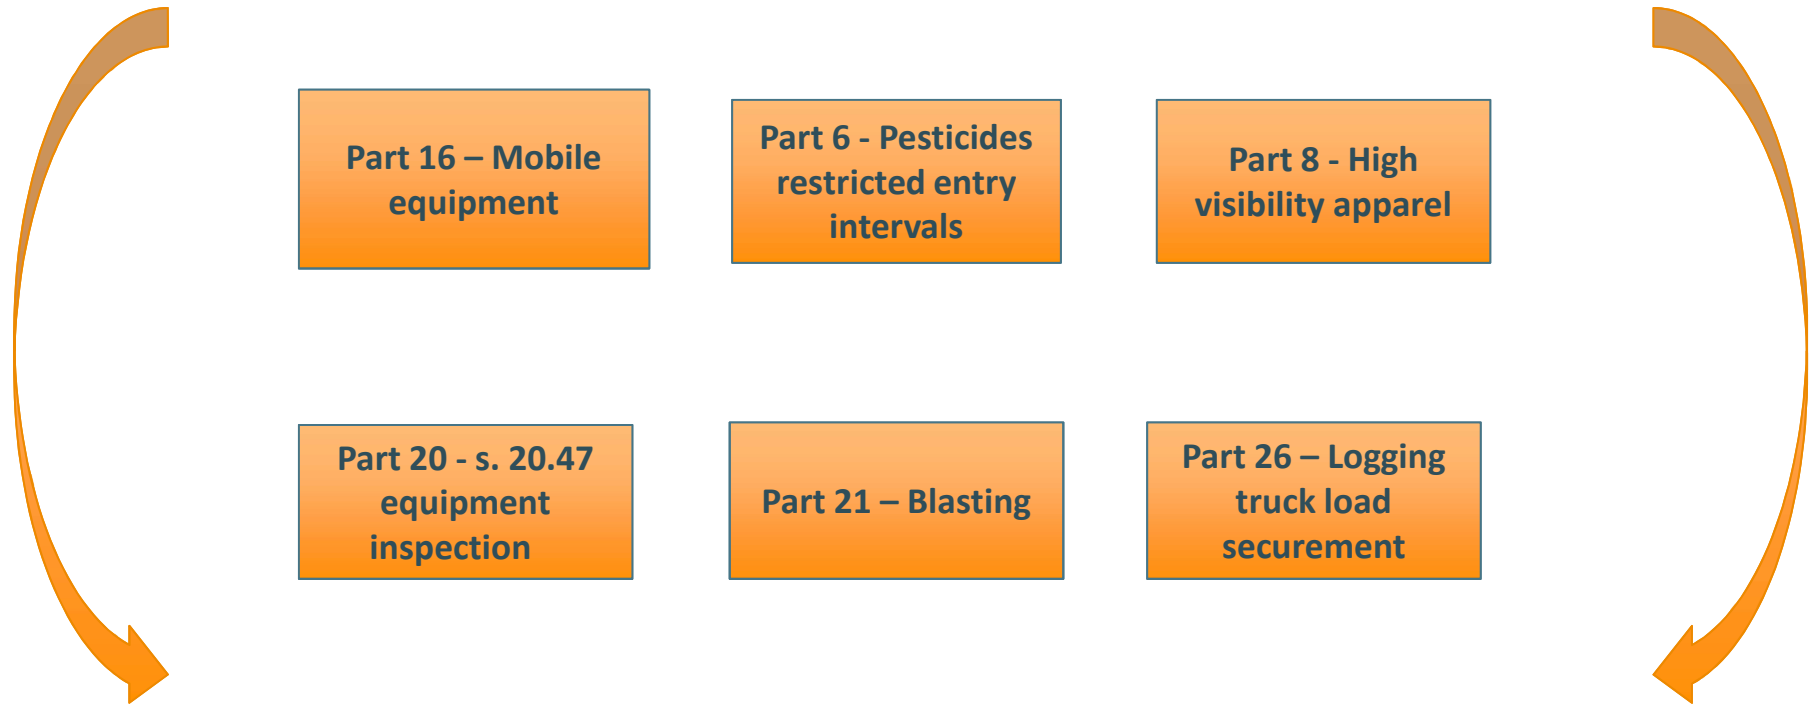 Part 16 – Mobile
equipment
Part 6 - Pesticides
restricted entry
intervals
Part 8 - High
visibility apparel
Part 20 - s. 20.47
equipment
inspection
Part 21 – Blasting
Part 26 – Logging
truck load
securement